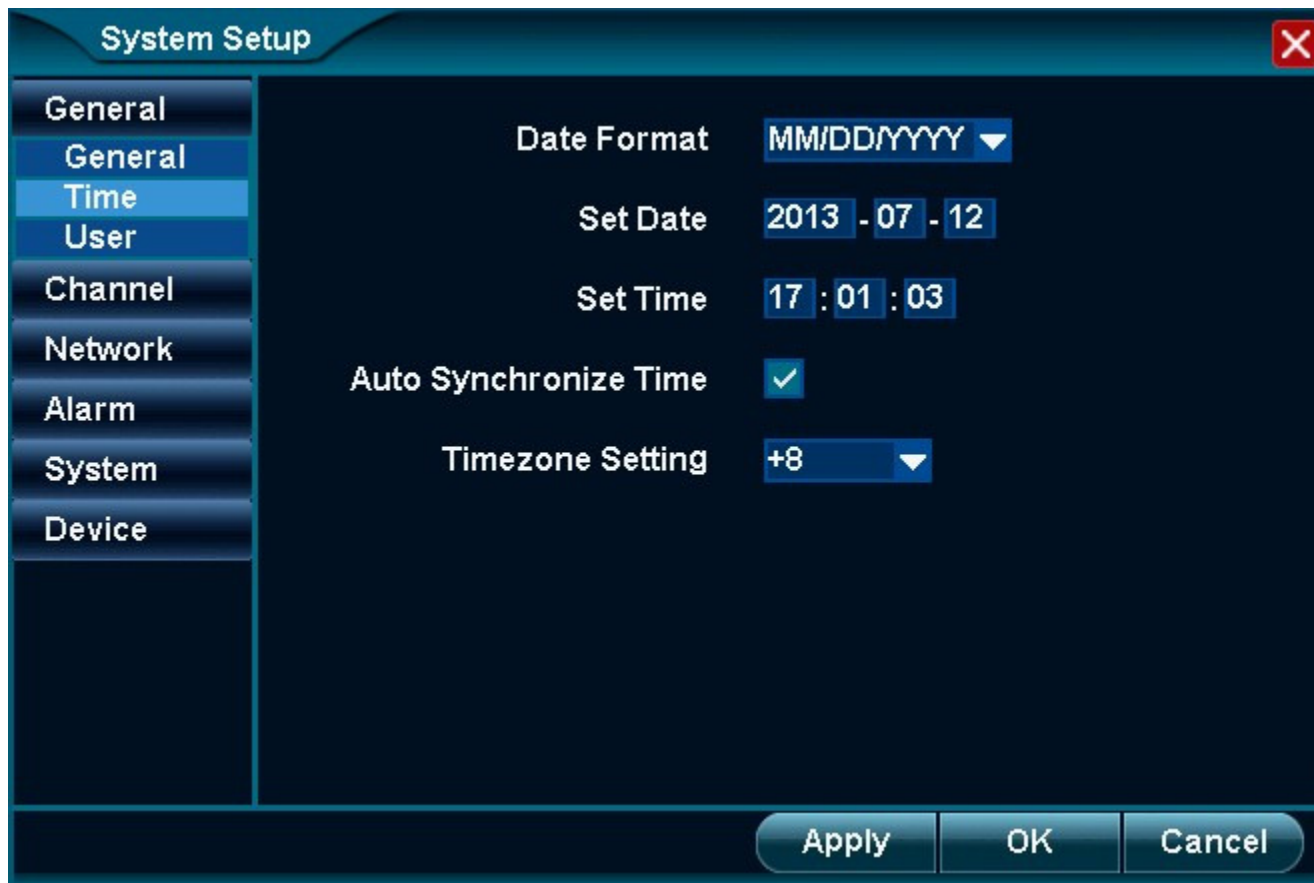 System Setup
General
General
Time
User
Channel
Network
Alarm
System
Device
Date Format MM/DD/YYYY
Set Date 2013 - 07 - 12
Set Time 17 : 01 : 03
Auto Synchronize Time
Timezone Setting +8
Apply OK Cancel